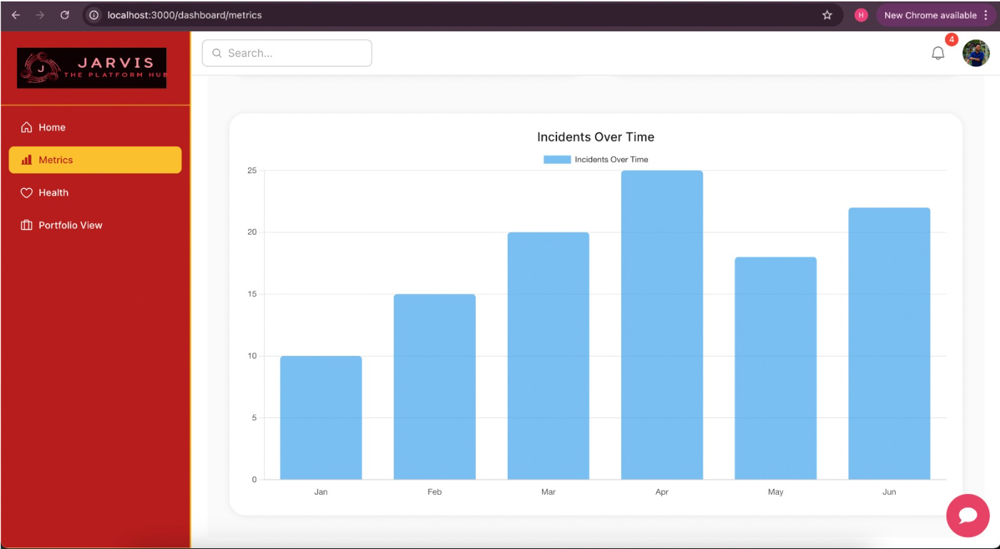 localhost:3000/dashboard/metrics
H
New Chrome available
J
JARVIS
THE PLATFORM HUB
Search...
4
Home
Metrics
Health
Portfolio View
Incidents Over Time
Incidents Over Time
25
20
15
10
5
0
Jan Feb Mar Apr May Jun